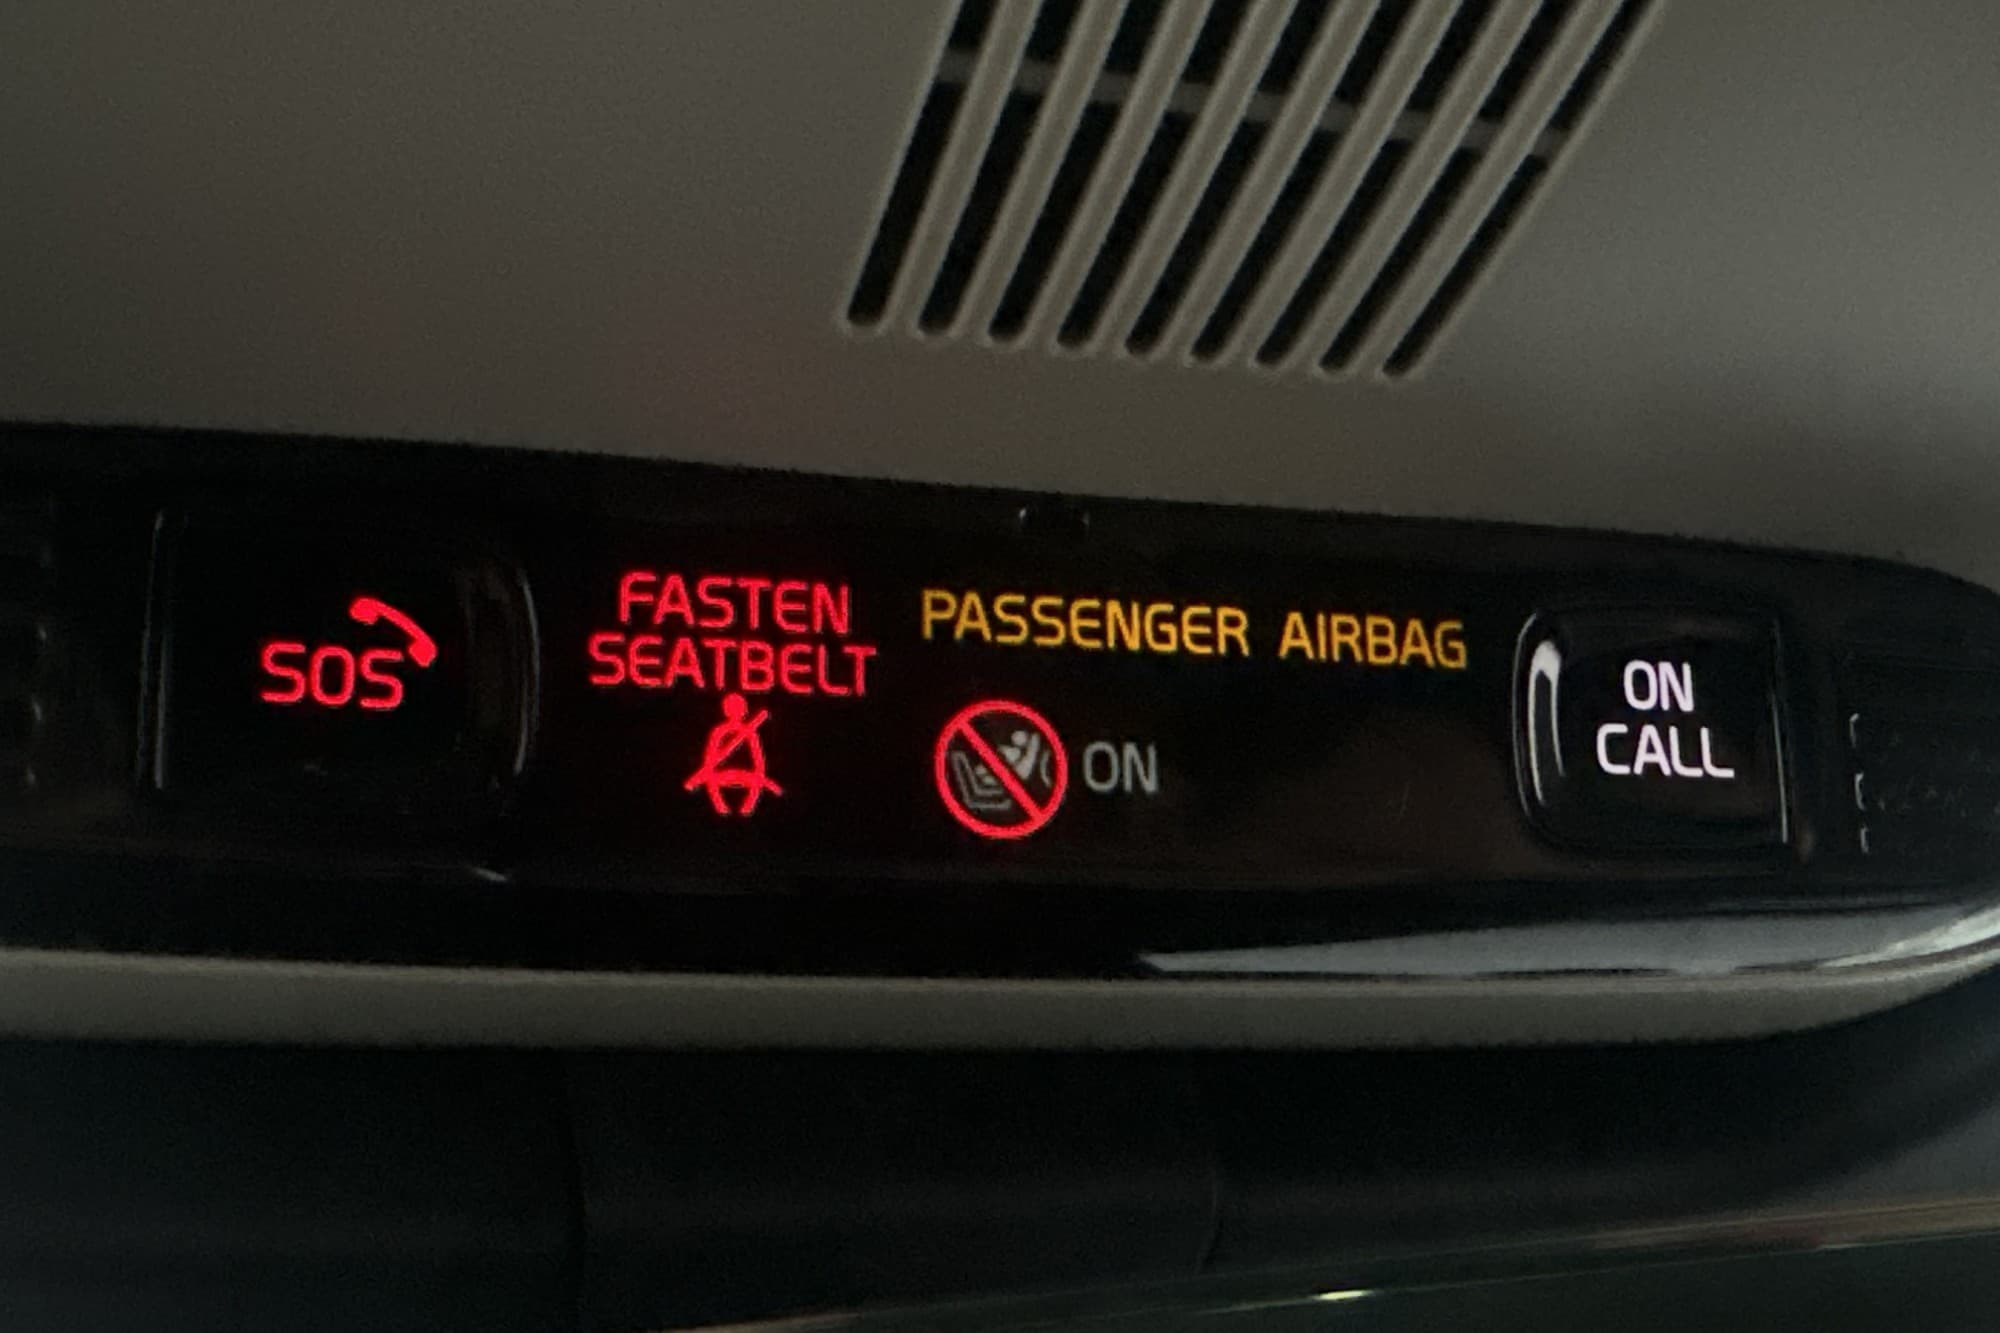 SOS
FASTEN
SEATBELT
PASSENGER AIRBAG
ON
ON
CALL